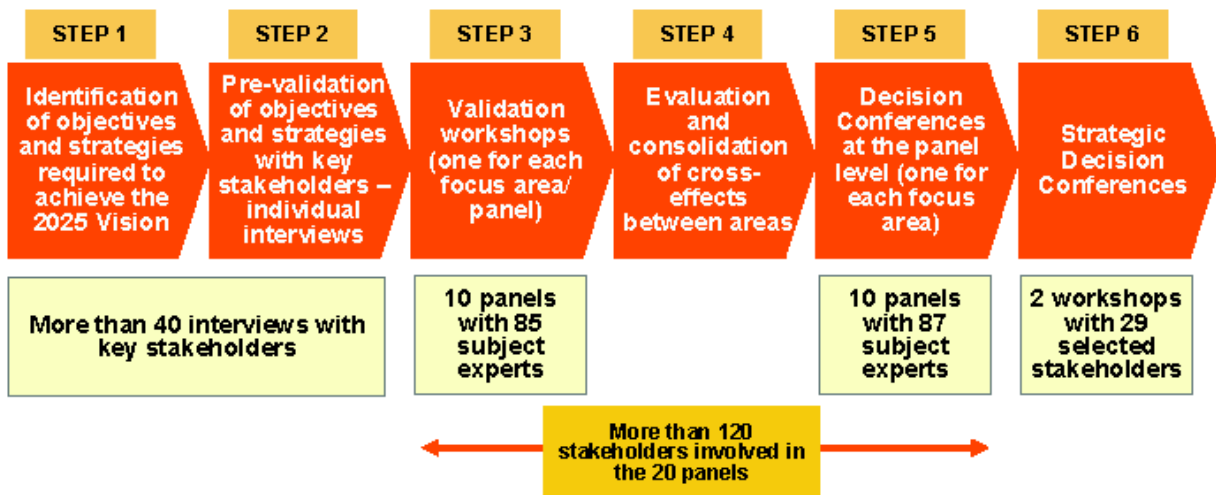 STEP 1
STEP 2
STEP 3
STEP 4
STEP 5
STEP 6
Identification
of objectives
and strategies
required to
achieve the
2025 Vision
Pre-validation
of objectives
and strategies
with key
stakeholders –
individual
interviews
Validation
workshops
(one for each
focus area/
panel)
Evaluation
and
consolidation
of cross-
effects
between areas
Decision
Conferences
at the panel
level (one for
each focus
area)
Strategic
Decision
Conferences
More than 40 interviews with
key stakeholders
10 panels
with 85
subject
experts
10 panels
with 87
subject
experts
2 workshops
with 29
selected
stakeholders
More than 120
stakeholders involved in
the 20 panels